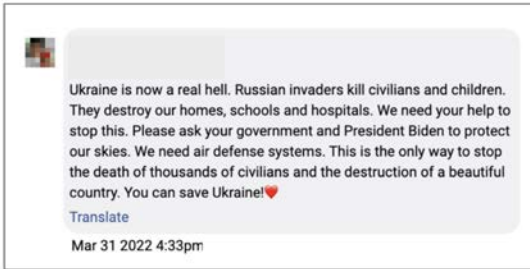 Ukraine is now a real hell. Russian invaders kill civilians and children.
They destroy our homes, schools and hospitals. We need your help to
stop this. Please ask your government and President Biden to protect
our skies. We need air defense systems. This is the only way to stop
the death of thousands of civilians and the destruction of a beautiful
country. You can save Ukraine!❤️
Translate
Mar 31 2022 4:33pm